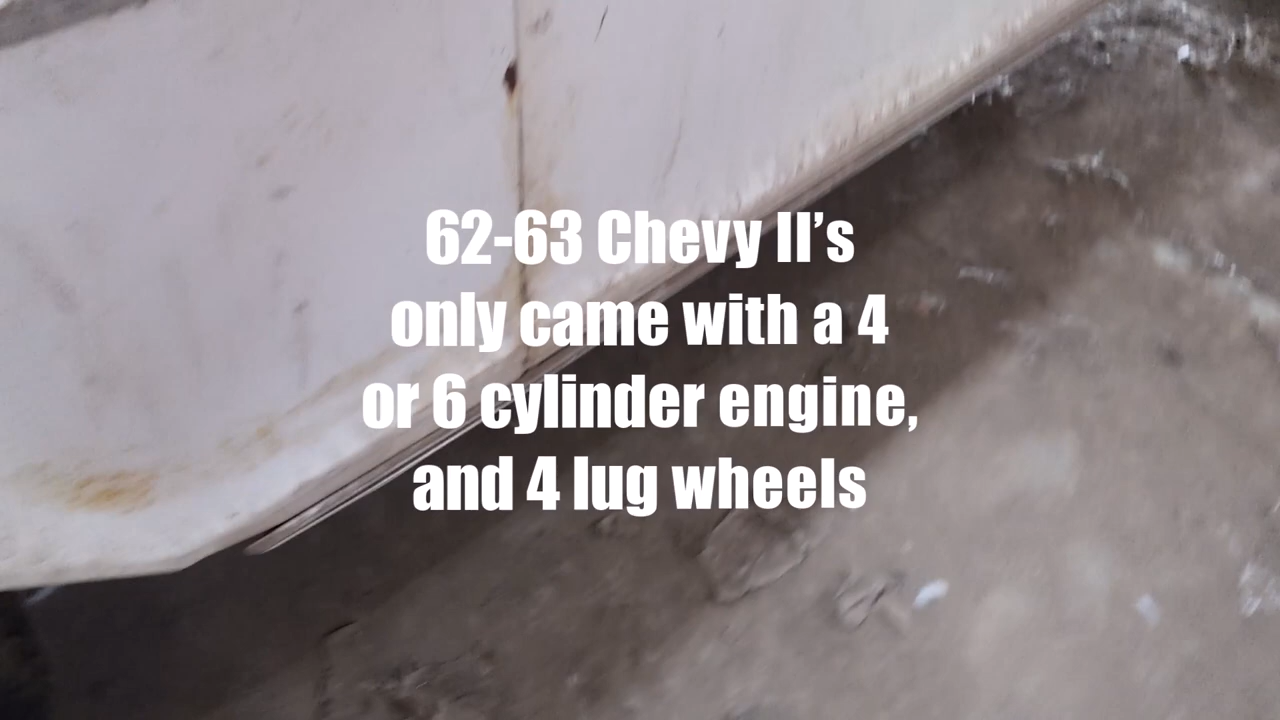 62-63 Chevy II’s
only came with a 4
or 6 cylinder engine,
and 4 lug wheels